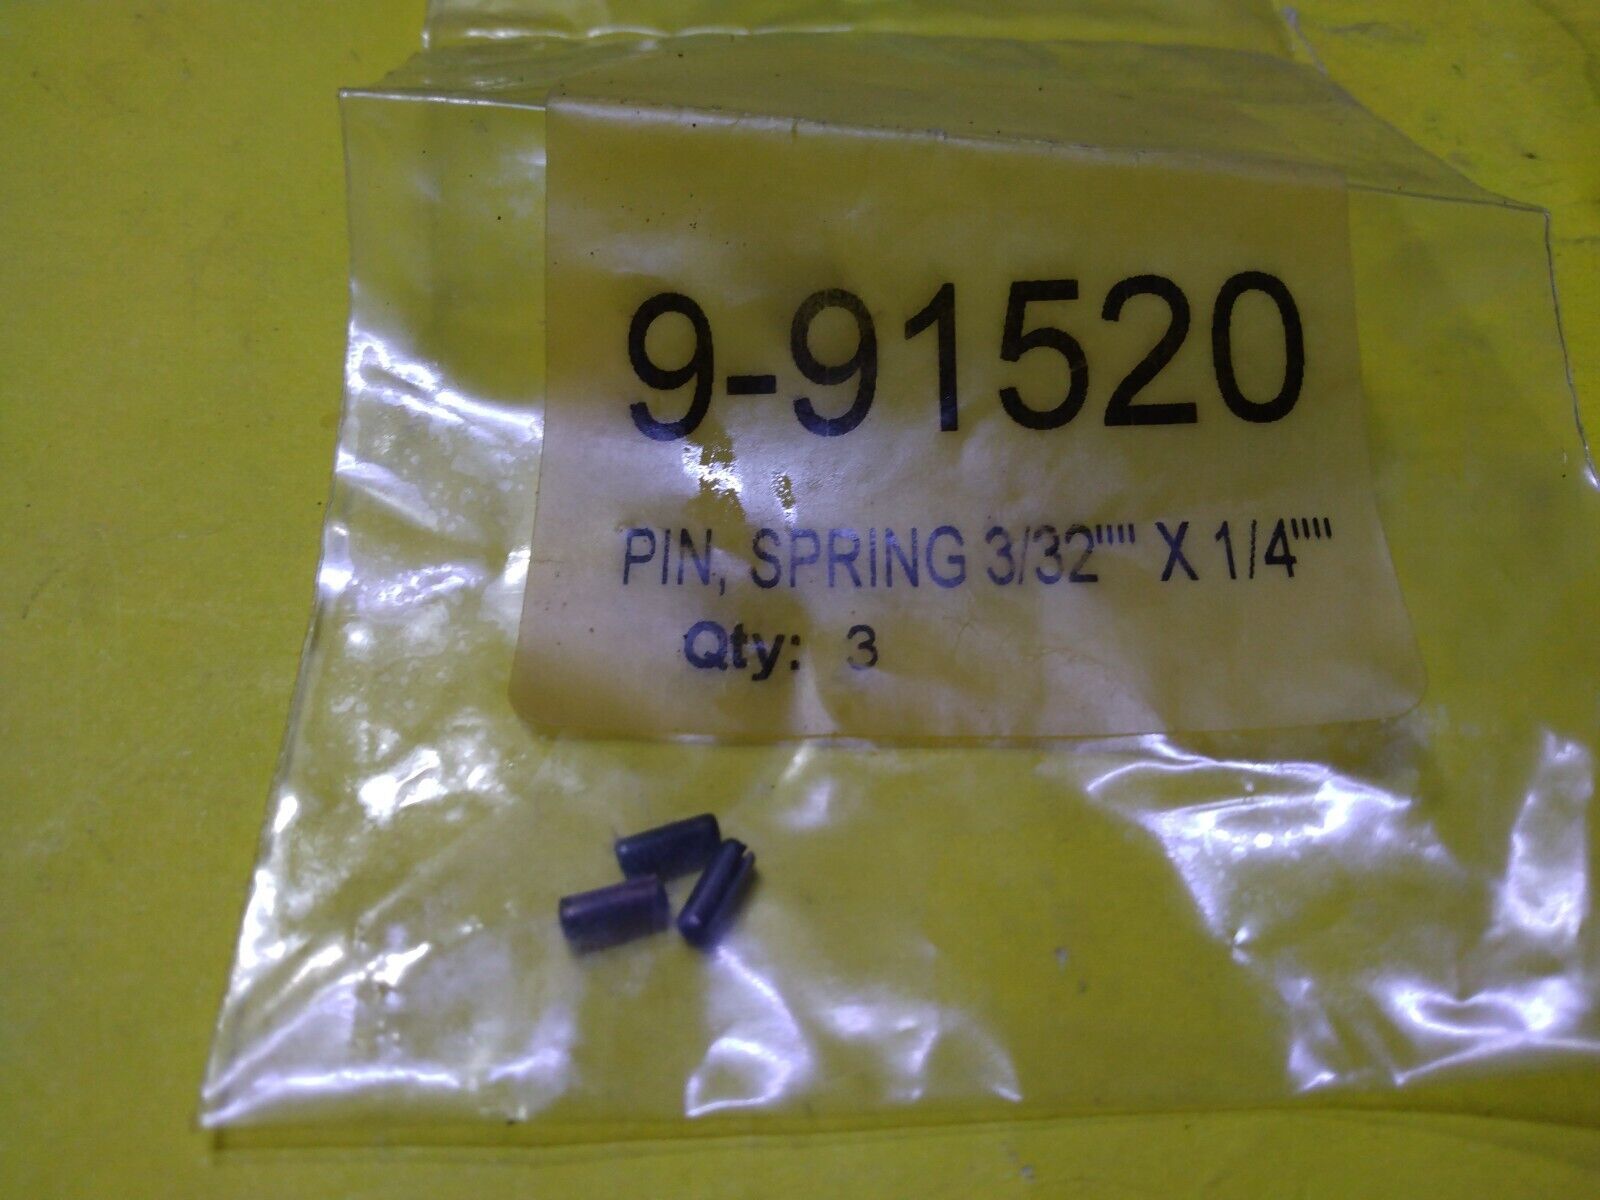 9-91520
PIN, SPRING 3/32"" X 1/4""
Qty: 3